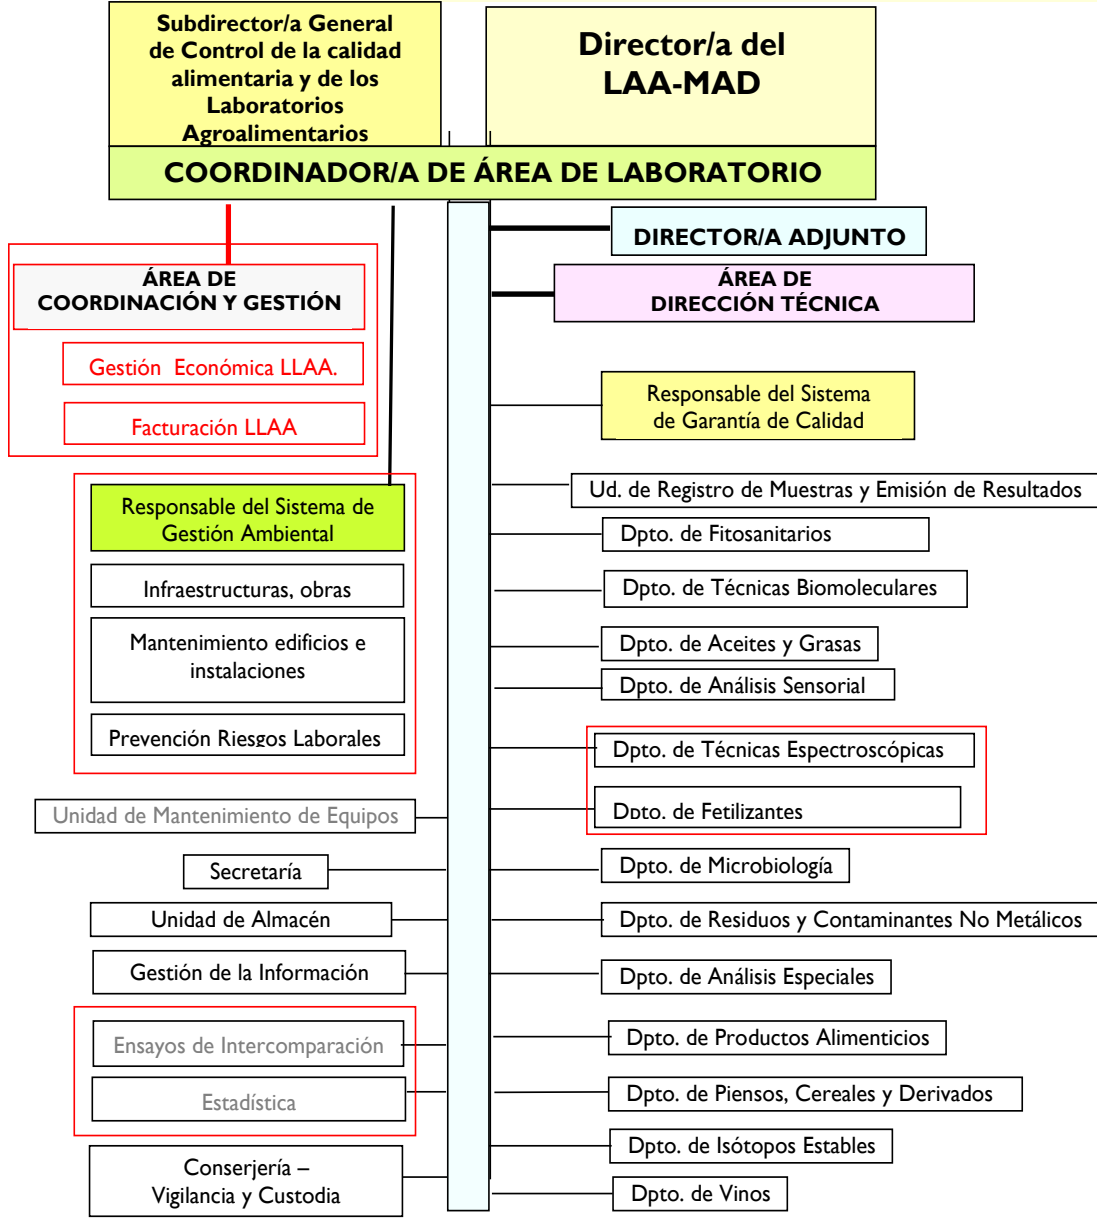 Subdirector/a General
de Control de la calidad
alimentaria y de los
Laboratorios
Agroalimentarios
Director/a del
LAA-MAD
COORDINADOR/A DE ÁREA DE LABORATORIO
DIRECTOR/A ADJUNTO
ÁREA DE
COORDINACIÓN Y GESTIÓN
ÁREA DE
DIRECCIÓN TÉCNICA
Gestión Económica LLAA.
Facturación LLAA
Responsable del Sistema
de Garantía de Calidad
Responsable del Sistema de
Gestión Ambiental
Infraestructuras, obras
Mantenimiento edificios e
instalaciones
Prevención Riesgos Laborales
Unidad de Mantenimiento de Equipos
Secretaría
Unidad de Almacén
Gestión de la Información
Ensayos de Intercomparación
Estadística
Conserjería –
Vigilancia y Custodia
Ud. de Registro de Muestras y Emisión de Resultados
Dpto. de Fitosanitarios
Dpto. de Técnicas Biomoleculares
Dpto. de Aceites y Grasas
Dpto. de Análisis Sensorial
Dpto. de Técnicas Espectroscópicas
Dpto. de Fetilizantes
Dpto. de Microbiología
Dpto. de Residuos y Contaminantes No Metálicos
Dpto. de Análisis Especiales
Dpto. de Productos Alimenticios
Dpto. de Piensos, Cereales y Derivados
Dpto. de Isótopos Estables
Dpto. de Vinos